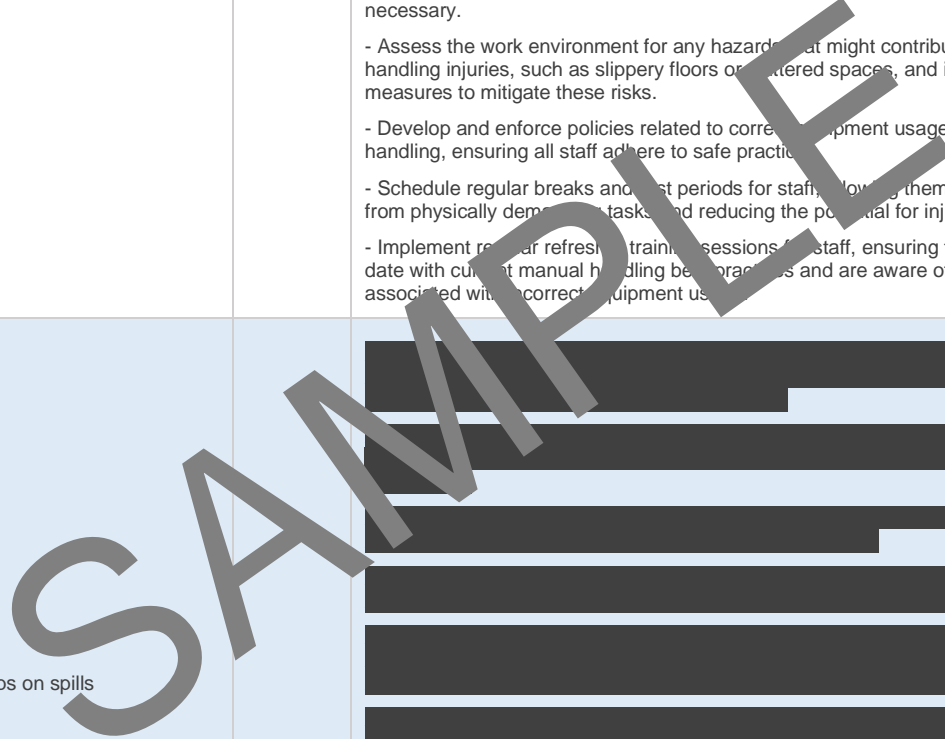 necessary.
- Assess the work environment for any hazards that might contribu
handling injuries, such as slippery floors or cluttered spaces, and i
measures to mitigate these risks.
- Develop and enforce policies related to correct equipment usage
handling, ensuring all staff adhere to safe practices.
- Schedule regular breaks and rest periods for staff, allowing them
from physically demanding tasks and reducing the potential for inj
- Implement regular refresher training sessions for staff, ensuring
date with current manual handling best practices and are aware of
associated with incorrect equipment
os on spills
SAMPLE